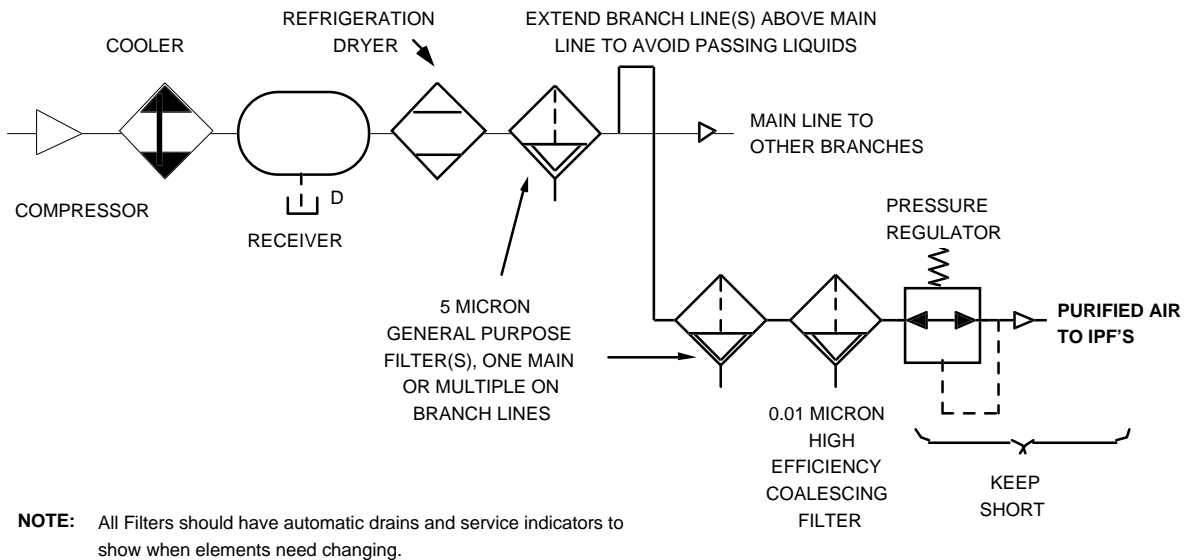 REFRIGERATION
DRYER
EXTEND BRANCH LINE(S) ABOVE MAIN
LINE TO AVOID PASSING LIQUIDS
COOLER
MAIN LINE TO
OTHER BRANCHES
COMPRESSOR
D
RECEIVER
PRESSURE
REGULATOR
5 MICRON
GENERAL PURPOSE
FILTER(S), ONE MAIN
OR MULTIPLE ON
BRANCH LINES
PURIFIED AIR
TO IPF'S
0.01 MICRON
HIGH
EFFICIENCY
COALESCING
FILTER
KEEP
SHORT
NOTE: All Filters should have automatic drains and service indicators to
show when elements need changing.